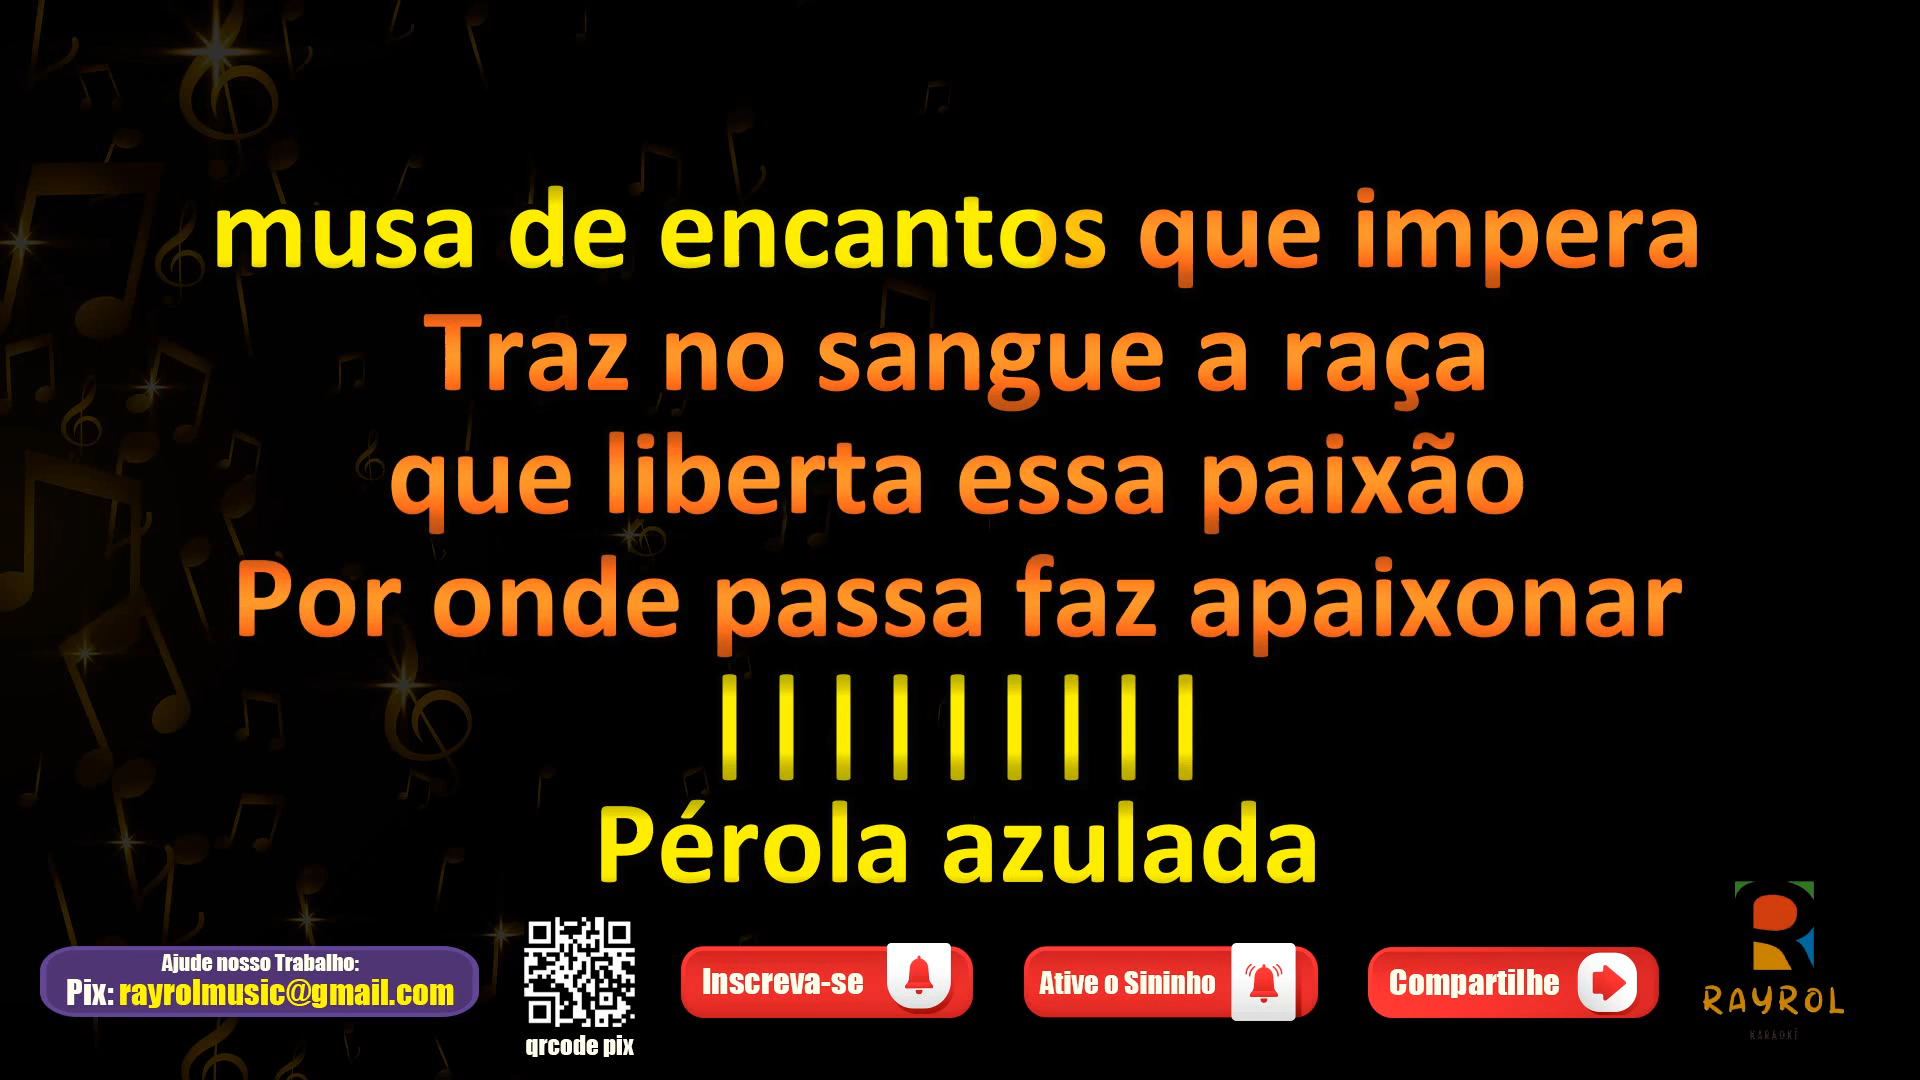 musa de encantos que impera
Traz no sangue a raça
que liberta essa paixão
Por onde passa faz apaixonar
| | | | | | | | |
Pérola azulada
Ajude nosso Trabalho:
Pix: rayrolmusic@gmail.com
qrcode pix
Inscreva-se
Ative o Sininho
Compartilhe
RAYROL
KARAOKÊ